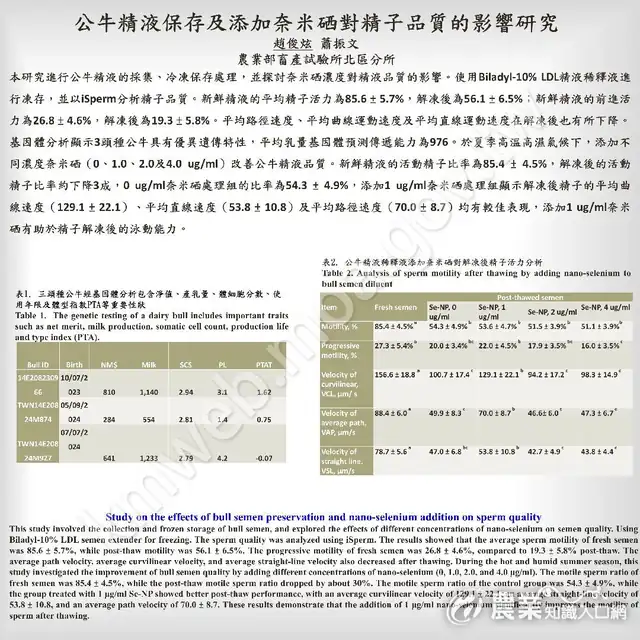 公牛精液保存及添加奈米硒對精子品質的影響研究
趙俊炫 蕭振文
農業部畜產試驗所北區分所
本研究進行公牛精液的採集、冷凍保存處理，並探討奈米硒濃度對精液品質的影響。使用Biladyl-10% LDL精液稀釋液進
行凍存，並以iSperm分析精子品質。新鮮精液的平均精子活力為85.6 ± 5.7%，解凍後為56.1 ± 6.5%；新鮮精液的前進活
力為26.8 ± 4.6%，解凍後為19.3 ± 5.8%。平均路徑速度、平均曲線運動速度及平均直線運動速度在解凍後也有所下降。
基因體分析顯示3頭種公牛具有優異遺傳特性，平均乳量基因體預測傳遞能力為976。於夏季高溫高濕氣候下，添加不
同濃度奈米硒（0、1.0、2.0及4.0 ug/ml）改善公牛精液品質。新鮮精液的活動精子比率為85.4 ± 4.5%，解凍後的活動
精子比率約下降3成，0 ug/ml奈米硒處理組的比率為54.3 ± 4.9%，添加1 ug/ml奈米硒處理組顯示解凍後精子的平均曲
線速度（129.1 ± 22.1）、平均直線速度（53.8 ± 10.8）及平均路徑速度（70.0 ± 8.7）均有較佳表現，添加1 ug/ml奈米
硒有助於精子解凍後的泳動能力。
表1. 三頭種公牛經基因體分析包含淨值、產乳量、體細胞分數、使
用年限及體型指數PTA等重要性狀
Table 1. The genetic testing of a dairy bull includes important traits
such as net merit, milk production, somatic cell count, production life
and type index (PTA).
Bull ID Birth NM$ Milk SCS PL PTAT
14E2082309 10/07/2
66 023 810 1,140 2.94 3.1 1.62
TWN14E208 05/09/2
24M874 024 284 554 2.81 1.4 0.75
07/07/2
TWN14E208 024
24M927 641 1,233 2.79 4.2 -0.07
表2. 公牛精液稀釋液添加奈米硒對解凍後精子活力分析
Table 2. Analysis of sperm motility after thawing by adding nano-selenium to
bull semen diluent
Post-thawed semen
Item Fresh semen Se-NP, 0 ug/ml Se-NP, 1 ug/ml Se-NP, 2 ug/ml Se-NP, 4 ug/ml
Motility, % 85.4 ± 4.5% a 54.3 ± 4.9% b 53.6 ± 4.7% b 51.5 ± 3.9% b 51.1 ± 3.9% b
Progressive motility, % 27.3 ± 5.4% b 20.0 ± 3.4% bc 22.0 ± 4.5% b 17.9 ± 3.5% bc 16.0 ± 3.5% c
Velocity of curvilinear, VCL, µm/ s 156.6 ± 18.8 a 100.7 ± 17.4 c 129.1 ± 22.1 b 94.2 ± 17.2 c 98.3 ± 14.9 c
Velocity of average path, VAP, µm/ s 88.4 ± 6.0 a 49.9 ± 8.3 c 70.0 ± 8.7 b 46.6 ± 6.0 c 47.3 ± 6.7 c
Velocity of straight line, VSL, µm/ s 78.7 ± 5.6 a 47.0 ± 6.8 bc 53.8 ± 10.8 b 42.7 ± 4.9 c 43.8 ± 4.4 c
Study on the effects of bull semen preservation and nano-selenium addition on sperm quality
This study involved the collection and frozen storage of bull semen, and explored the effects of different concentrations of nano-selenium on semen quality. Using
Biladyl-10% LDL semen extender for freezing. The sperm quality was analyzed using iSperm. The results showed that the average sperm motility of fresh semen
was 85.6 ± 5.7%, while post-thaw motility was 56.1 ± 6.5%. The progressive motility of fresh semen was 26.8 ± 4.6%, compared to 19.3 ± 5.8% post-thaw. The
average path velocity, average curvilinear velocity, and average straight-line velocity also decreased after thawing. During the hot and humid summer season, this
study investigated the improvement of bull semen quality by adding different concentrations of nano-selenium (0, 1.0, 2.0, and 4.0 µg/ml). The motile sperm ratio of
fresh semen was 85.4 ± 4.5%, while the post-thaw motile sperm ratio dropped by about 30%. The motile sperm ratio of the control group was 54.3 ± 4.9%, while
the group treated with 1 µg/ml Se-NP showed better post-thaw performance, with an average curvilinear velocity of 129.1 ± 22.1, an average straight-line velocity of
53.8 ± 10.8, and an average path velocity of 70.0 ± 8.7. These results demonstrate that the addition of 1 µg/ml nano-selenium improves the motility of
sperm after thawing.
農業知識入口網